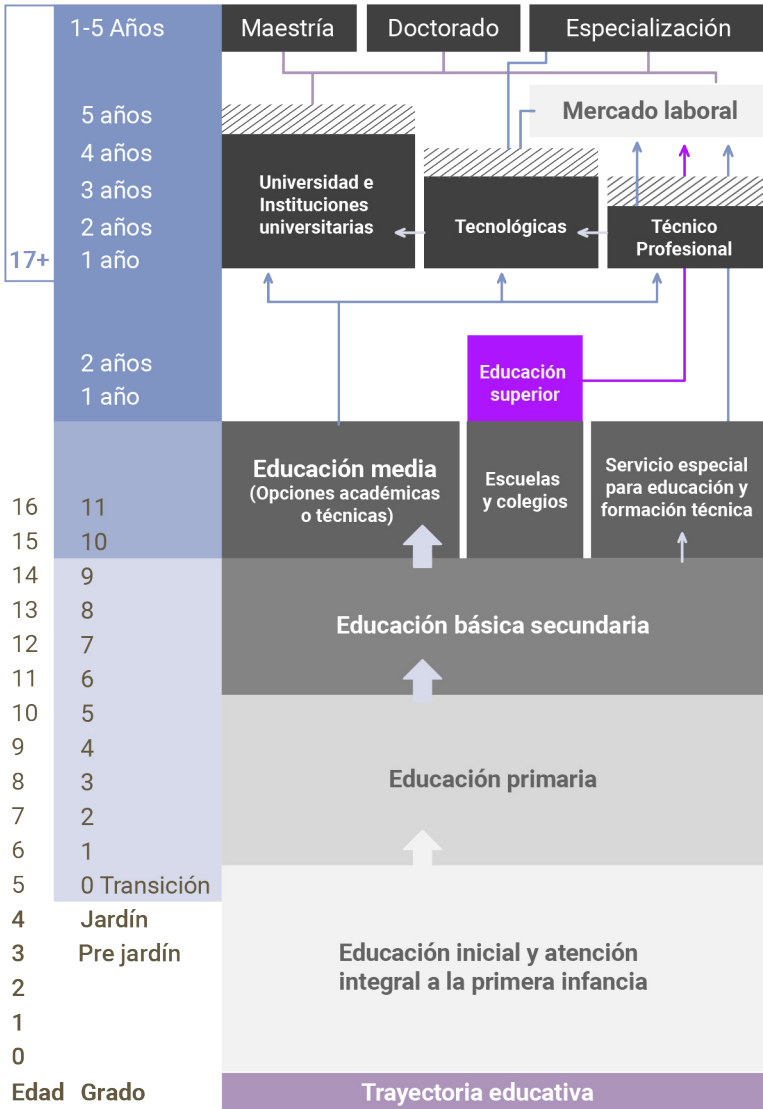 1-5 Años
Maestría
Doctorado
Especialización
Mercado laboral
5 años
4 años
3 años
2 años
17+
1 año
Universidad e
Instituciones
universitarias
Tecnológicas
Técnico
Profesional
2 años
1 año
Educación
superior
Educación media
(Opciones académicas
o técnicas)
Escuelas
y colegios
Servicio especial
para educación y
formación técnica
16 11
15 10
14 9
13 8
12 7
11 6
Educación básica secundaria
10 5
9 4
8 3
7 2
6 1
Educación primaria
5 0 Transición
4 Jardín
3 Pre jardín
2
1
0
Educación inicial y atención
integral a la primera infancia
Edad Grado
Trayectoria educativa